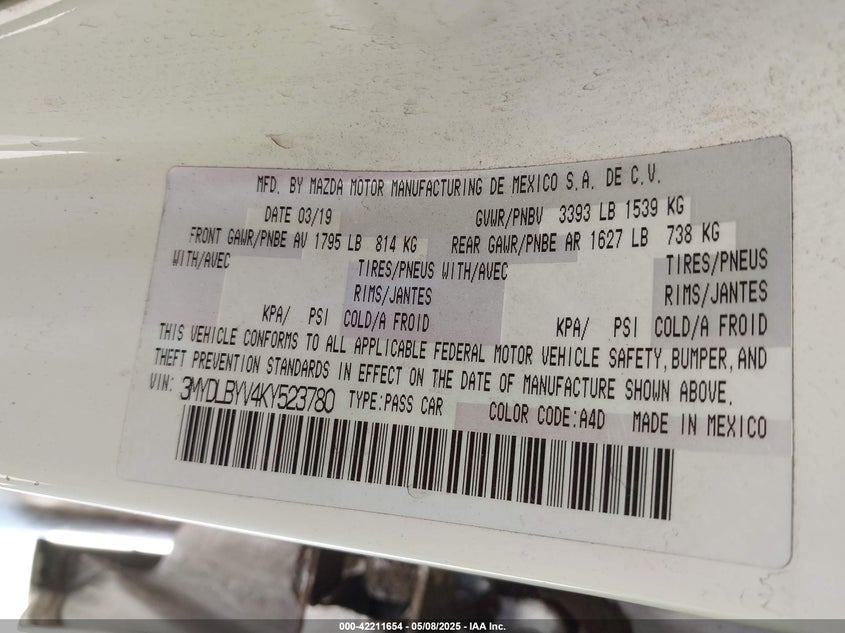 MFD. BY MAZDA MOTOR MANUFACTURING DE MEXICO S.A. DE C.V.
DATE 03/19 GVWR/PNBV 3393 LB 1539 KG
FRONT GAWR/PNBE AV 1795 LB 814 KG REAR GAWR/PNBE AR 1627 LB 738 KG
WITH/AVEC TIRES/PNEUS WITH/AVEC TIRES/PNEUS
RIMS/JANTES RIMS/JANTES
KPA/ PSI COLD/A FROID KPA/ PSI COLD/A FROID
THIS VEHICLE CONFORMS TO ALL APPLICABLE FEDERAL MOTOR VEHICLE SAFETY, BUMPER, AND
THEFT PREVENTION STANDARDS IN EFFECT ON THE DATE OF MANUFACTURE SHOWN ABOVE.
VIN: 3MYDLBYV4KY523780 TYPE:PASS CAR COLOR CODE:A4D MADE IN MEXICO
000-42211654 - 05/08/2025 - IAA Inc.